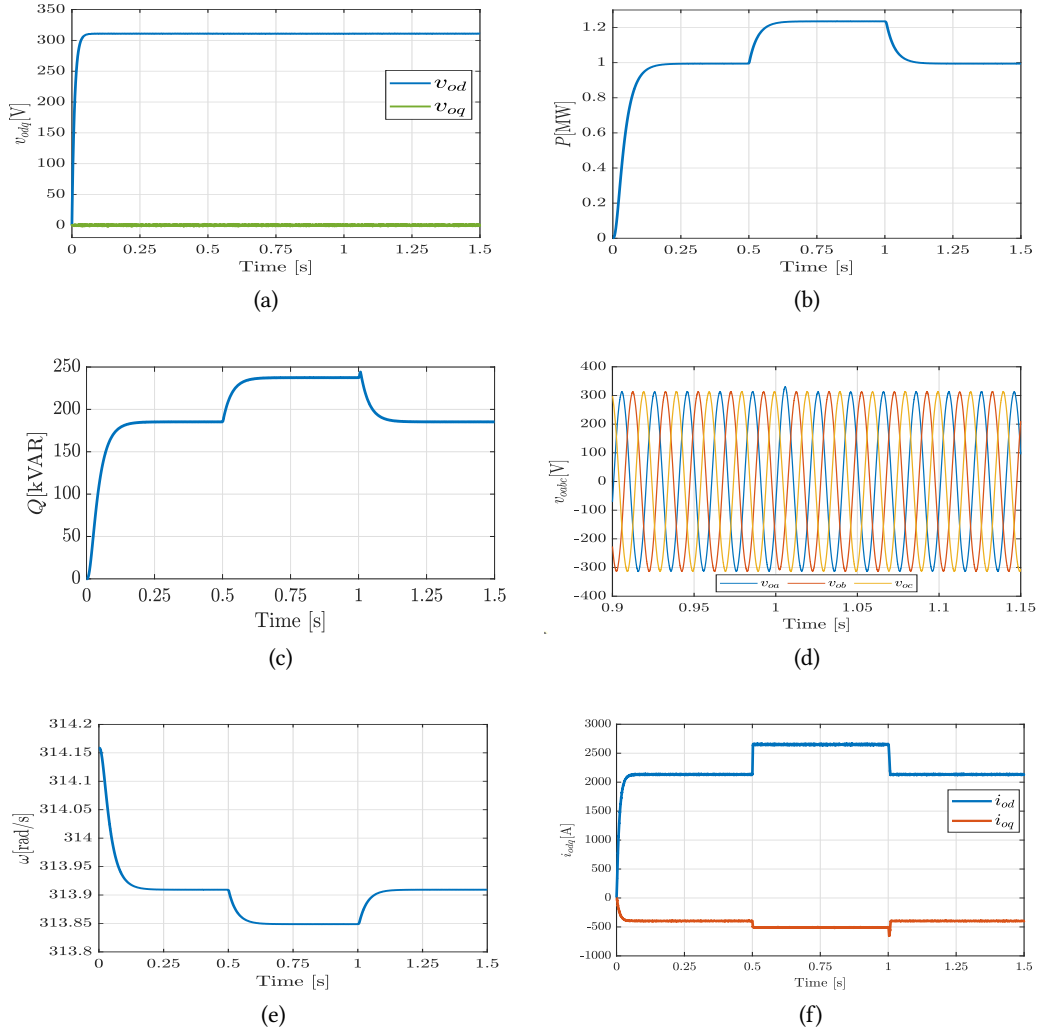 350
300
250
200
150
100
50
0
v_odq[V]
v_od
v_oq
0 0.25 0.5 0.75 1 1.25 1.5
Time [s]
(a)
1.2
1
0.8
0.6
0.4
0.2
0
P[MW]
0 0.25 0.5 0.75 1 1.25 1.5
Time [s]
(b)
250
200
150
100
50
0
Q[kVAR]
0 0.25 0.5 0.75 1 1.25 1.5
Time [s]
(c)
400
300
200
100
0
-100
-200
-300
-400
v_oabc[V]
v_oa v_ob v_oc
0.9 0.95 1 1.05 1.1 1.15
Time [s]
(d)
314.2
314.15
314.1
314.05
314
313.95
313.9
313.85
313.8
ω[rad/s]
0 0.25 0.5 0.75 1 1.25 1.5
Time [s]
(e)
3000
2500
2000
1500
1000
500
0
-500
-1000
i_odq[A]
i_od
i_oq
0 0.25 0.5 0.75 1 1.25 1.5
Time [s]
(f)